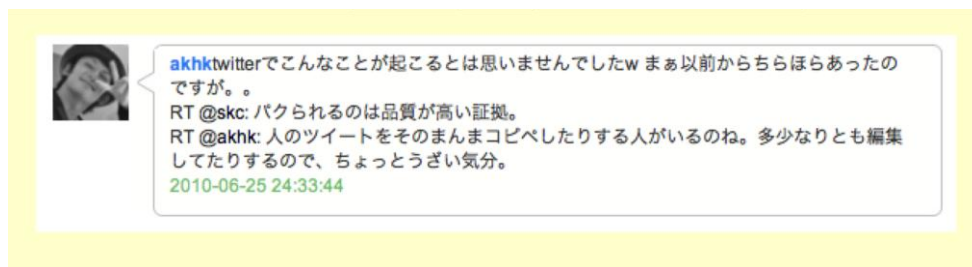 akhktwitterでこんなことが起こるとは思いませんでしたw まぁ以前からちらほらあったの
ですが。。
RT @skc: パクられるのは品質が高い証拠。
RT @akhk: 人のツイートをそのまんまコピペしたりする人がいるのね。多少なりとも編集
してたりするので、ちょっとうざい気分。
2010-06-25 24:33:44